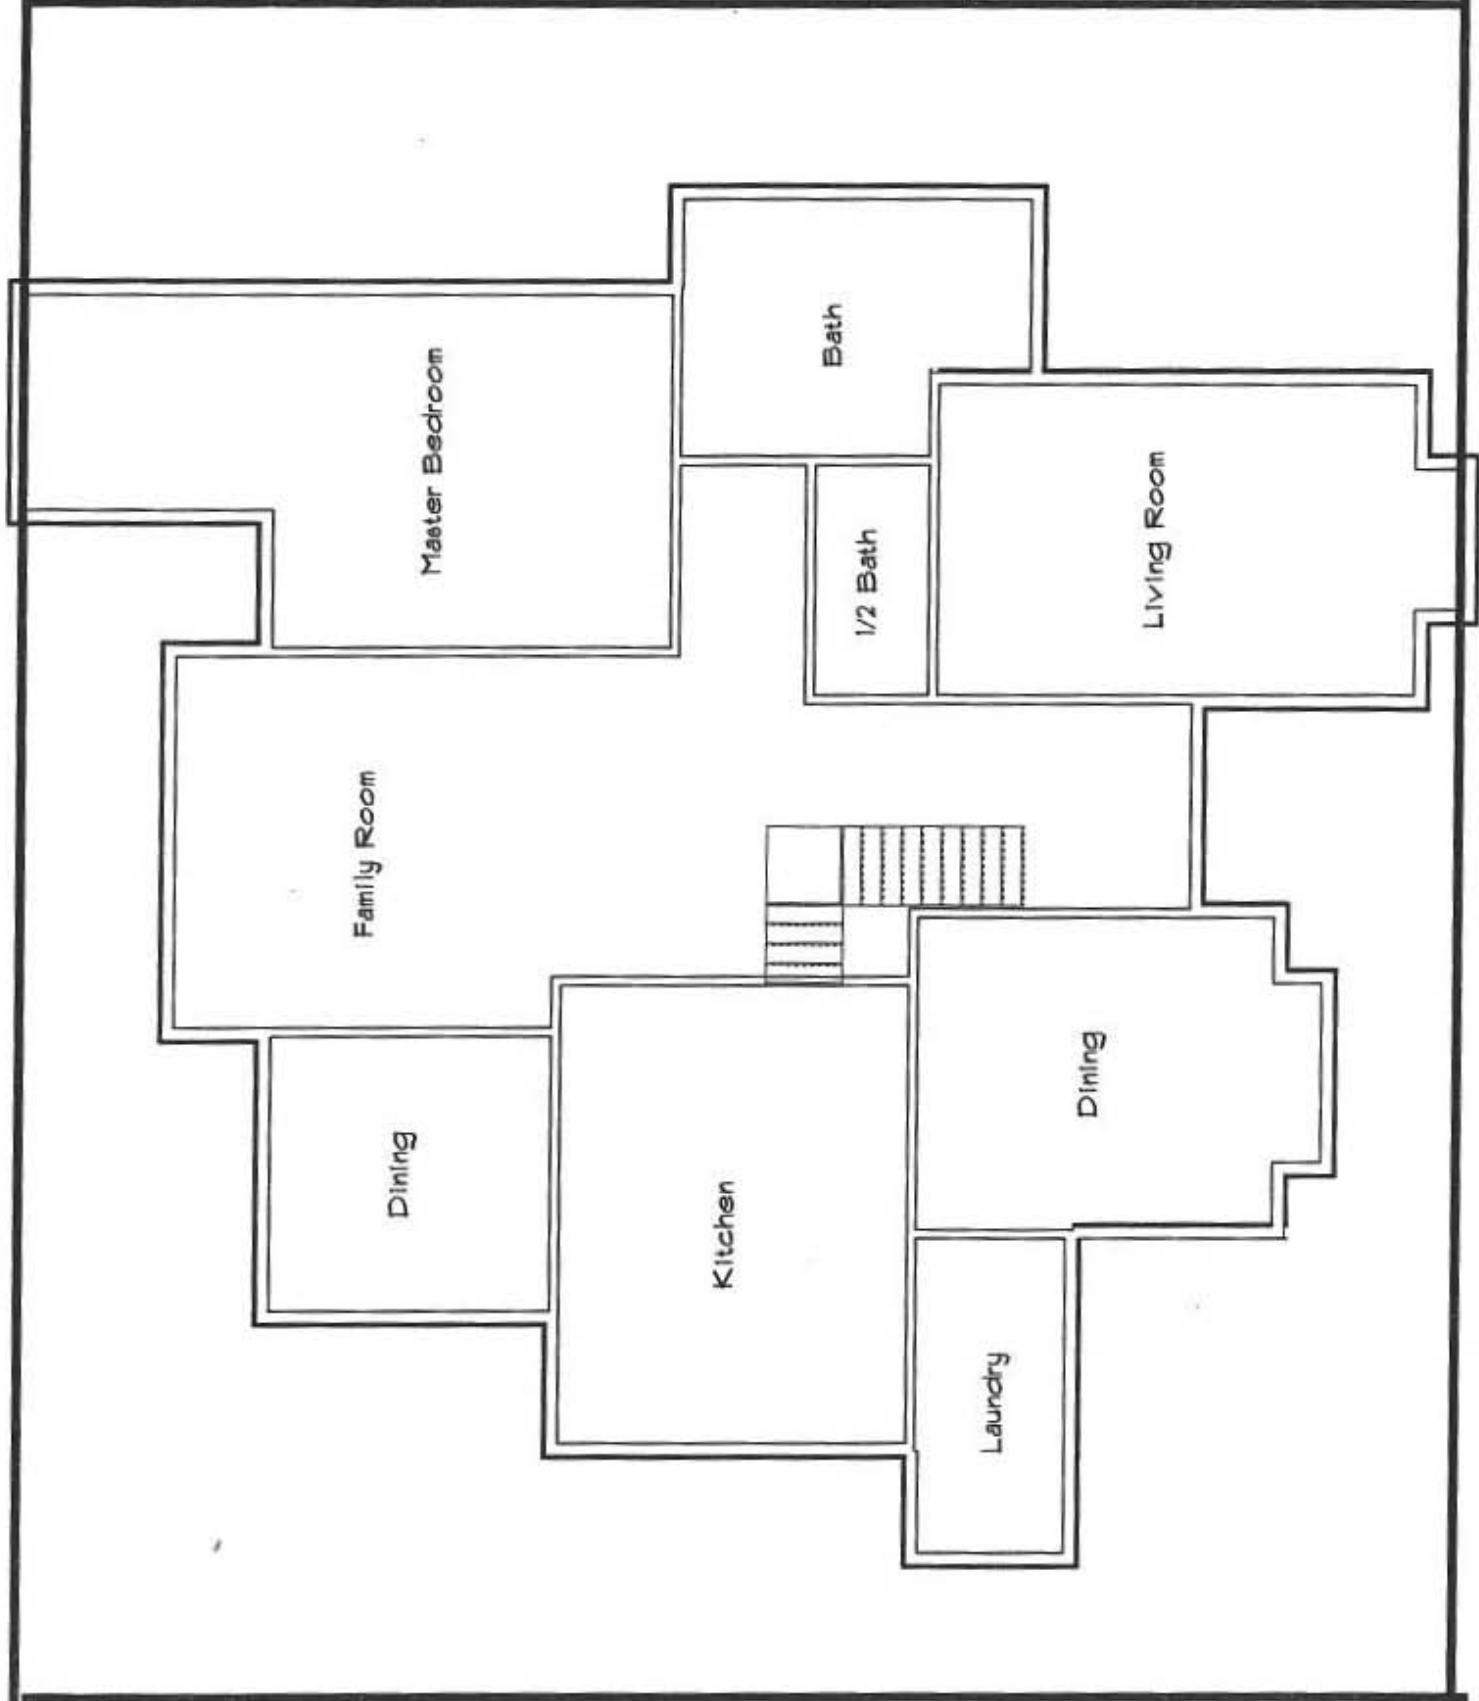 Master Bedroom
Bath
1/2 Bath
Living Room
Family Room
Dining
Kitchen
Dining
Laundry